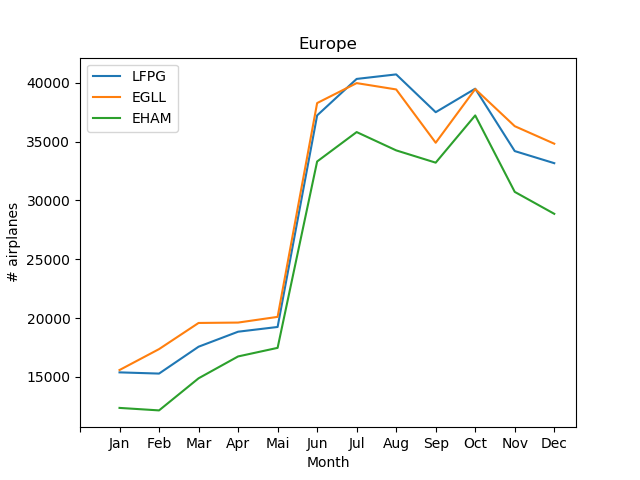 Europe
LFPG
EGLL
EHAM
40000
35000
30000
25000
20000
15000
# airplanes
Jan Feb Mar Apr Mai Jun Jul Aug Sep Oct Nov Dec
Month